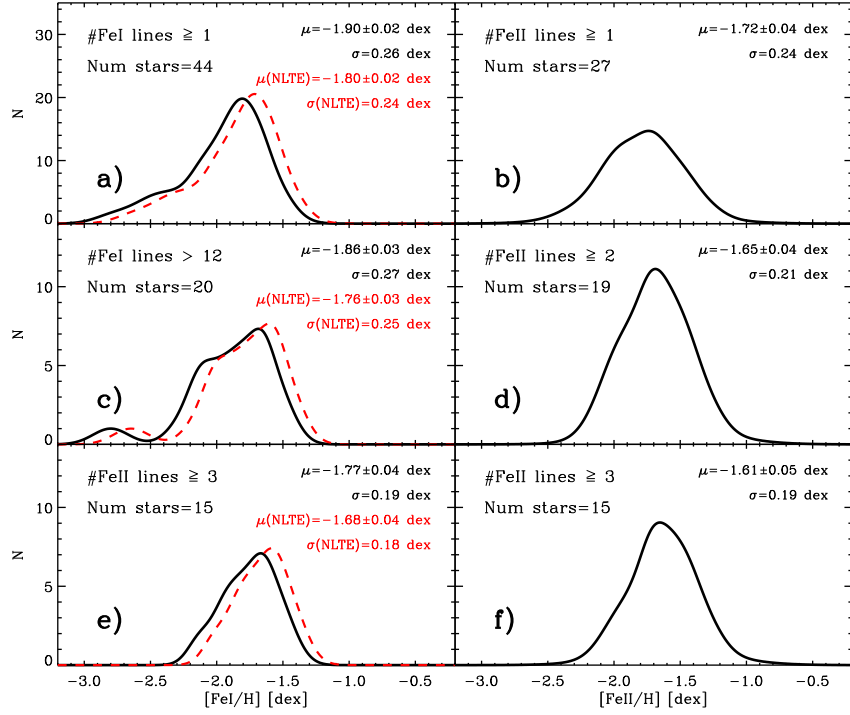 #FeI lines ≧ 1
Num stars=44
μ=−1.90±0.02 dex
σ=0.26 dex
μ(NLTE)=−1.80±0.02 dex
σ(NLTE)=0.24 dex
a)
#FeII lines ≧ 1
Num stars=27
μ=−1.72±0.04 dex
σ=0.24 dex
b)
N
30
20
10
0
#FeI lines > 12
Num stars=20
μ=−1.86±0.03 dex
σ=0.27 dex
μ(NLTE)=−1.76±0.03 dex
σ(NLTE)=0.25 dex
c)
#FeII lines ≧ 2
Num stars=19
μ=−1.65±0.04 dex
σ=0.21 dex
d)
N
10
5
0
#FeII lines ≧ 3
Num stars=15
μ=−1.77±0.04 dex
σ=0.19 dex
μ(NLTE)=−1.68±0.04 dex
σ(NLTE)=0.18 dex
e)
#FeII lines ≧ 3
Num stars=15
μ=−1.61±0.05 dex
σ=0.19 dex
f)
N
10
5
0
−3.0 −2.5 −2.0 −1.5 −1.0 −0.5
[FeI/H] [dex]
−3.0 −2.5 −2.0 −1.5 −1.0 −0.5
[FeII/H] [dex]